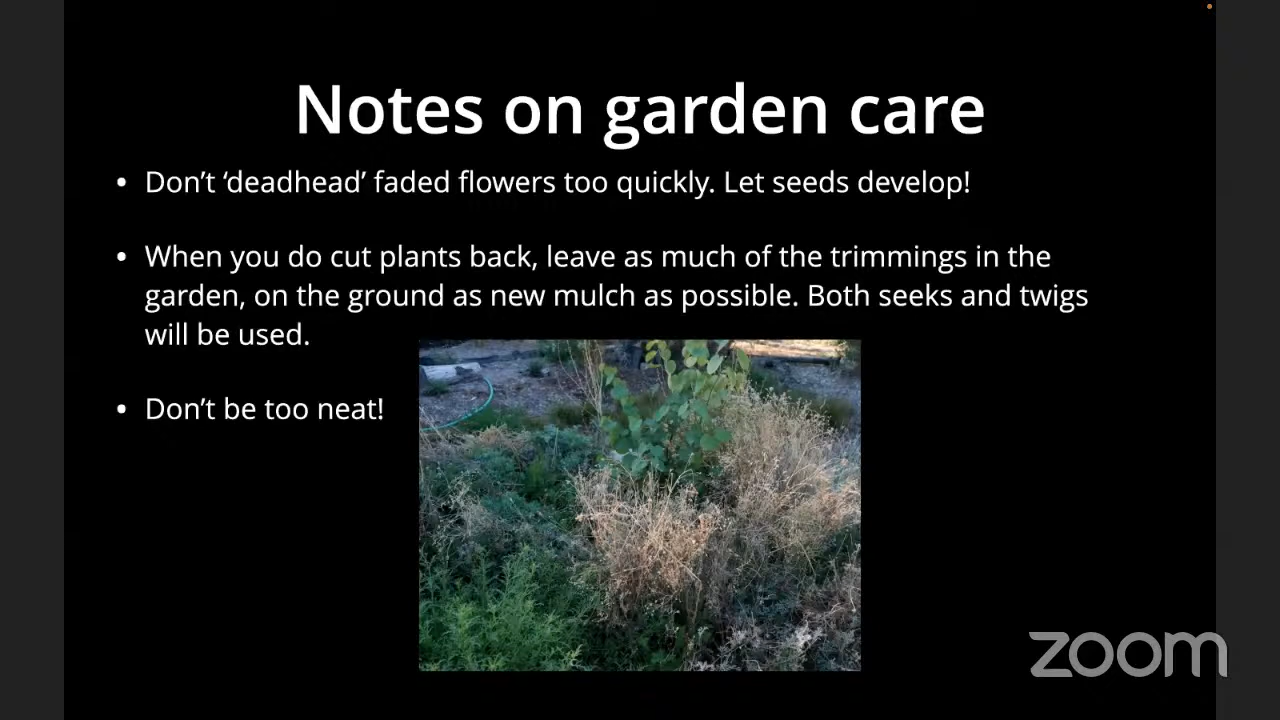 Notes on garden care
• Don’t ‘deadhead’ faded flowers too quickly. Let seeds develop!
• When you do cut plants back, leave as much of the trimmings in the
garden, on the ground as new mulch as possible. Both seeks and twigs
will be used.
• Don’t be too neat!
zoom